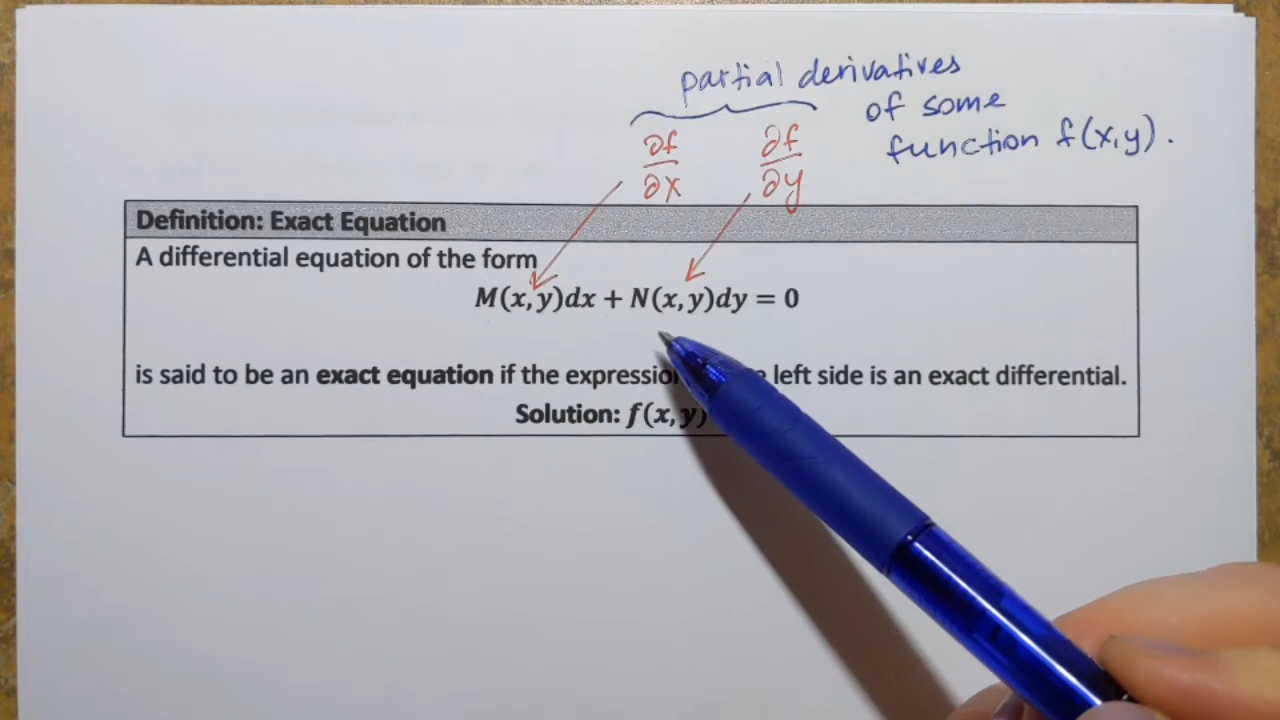 partial derivatives
of some
function f(x,y).
∂f/∂x ∂f/∂y
Definition: Exact Equation
A differential equation of the form
M(x, y)dx + N(x, y)dy = 0
is said to be an exact equation if the left side is an exact differential.
Solution: f(x, y)